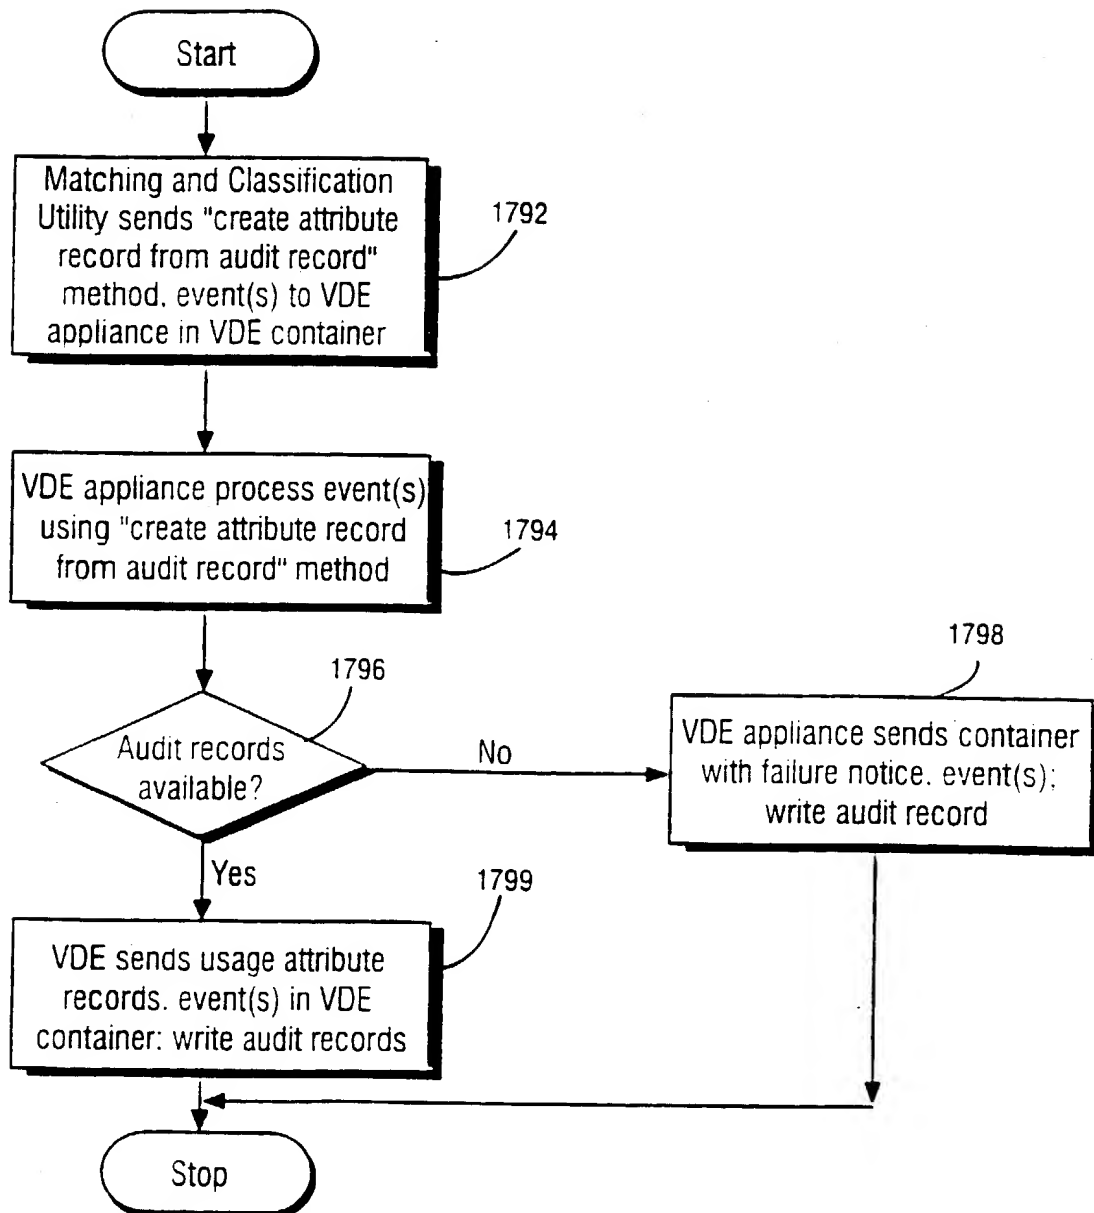 Start
Matching and Classification
Utility sends "create attribute
record from audit record"
method. event(s) to VDE
appliance in VDE container
1792
VDE appliance process event(s)
using "create attribute record
from audit record" method
1794
1796
Audit records
available?
No
Yes
1798
VDE appliance sends container
with failure notice. event(s);
write audit record
1799
VDE sends usage attribute
records. event(s) in VDE
container: write audit records
Stop